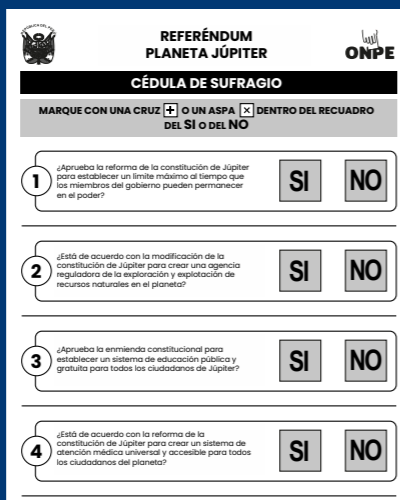 REFERÉNDUM
PLANETA JÚPITER
ONPE
CÉDULA DE SUFRAGIO
MARQUE CON UNA CRUZ + O UN ASPA × DENTRO DEL RECUADRO
DEL SI O DEL NO
1
¿Aprueba la reforma de la constitución de Júpiter
para establecer un límite máximo al tiempo que
los miembros del gobierno pueden permanecer
en el poder?
SI NO
2
¿Está de acuerdo con la modificación de la
constitución de Júpiter para crear una agencia
reguladora de la exploración y explotación de
recursos naturales en el planeta?
SI NO
3
¿Aprueba la enmienda constitucional para
establecer un sistema de educación pública y
gratuita para todos los ciudadanos de Júpiter?
SI NO
4
¿Está de acuerdo con la reforma de la
constitución de Júpiter para crear un sistema de
atención médica universal y accesible para todos
los ciudadanos del planeta?
SI NO